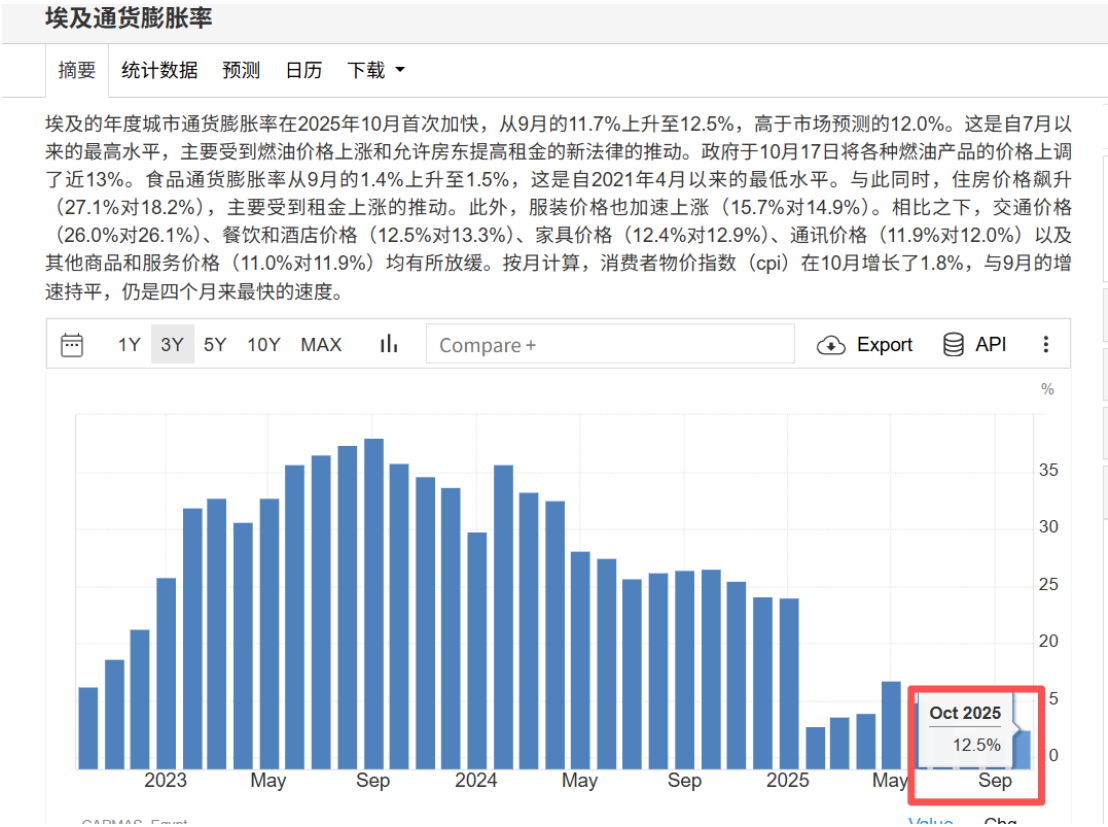 埃及通货膨胀率
摘要 统计数据 预测 日历 下载
埃及的年度城市通货膨胀率在2025年10月首次加快，从9月的11.7%上升至12.5%，高于市场预测的12.0%。这是自7月以
来的最高水平，主要受到燃油价格上涨和允许房东提高租金的新法律的推动。政府于10月17日将各种燃油产品的价格上调
了近13%。食品通货膨胀率从9月的1.4%上升至1.5%，这是自2021年4月以来的最低水平。与此同时，住房价格飙升
（27.1%对18.2%），主要受到租金上涨的推动。此外，服装价格也加速上涨（15.7%对14.9%）。相比之下，交通价格
（26.0%对26.1%）、餐饮和酒店价格（12.5%对13.3%）、家具价格（12.4%对12.9%）、通讯价格（11.9%对12.0%）以及
其他商品和服务价格（11.0%对11.9%）均有所放缓。按月计算，消费者物价指数（cpi）在10月增长了1.8%，与9月的增
速持平，仍是四个月来最快的速度。
1Y 3Y 5Y 10Y MAX Compare + Export API
%
35
30
25
20
5
Oct 2025
12.5%
0
2023 May Sep 2024 May Sep 2025 May Sep
CAPMAS, Egypt
Value Chg